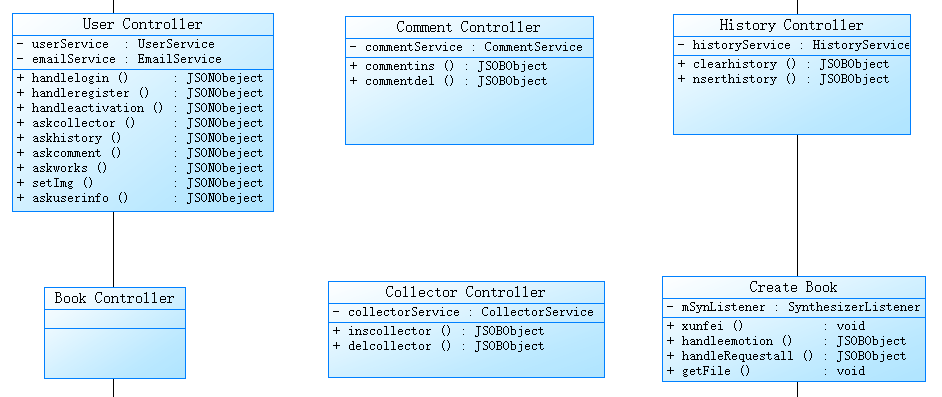 User Controller
- userService : UserService
- emailService : EmailService
+ handlelogin () : JSONObeject
+ handleregister () : JSONObeject
+ handleactivation () : JSONObeject
+ askcollector () : JSONObeject
+ askhistory () : JSONObeject
+ askcomment () : JSONObeject
+ askworks () : JSONObeject
+ setImg () : JSONObeject
+ askuserinfo () : JSONObeject
Comment Controller
- commentService : CommentService
+ commentins () : JSOBObject
+ commentdel () : JSOBObject
History Controller
- historyService : HistoryService
+ clearhistory () : JSOBObject
+ nserthistory () : JSOBObject
Book Controller
Collector Controller
- collectorService : CollectorService
+ inscollector () : JSOBObject
+ delcollector () : JSOBObject
Create Book
- mSynListener : SynthesizerListener
+ xunfei () : void
+ handleemotion () : JSOBObject
+ handleRequestall () : JSOBObject
+ getFile () : void